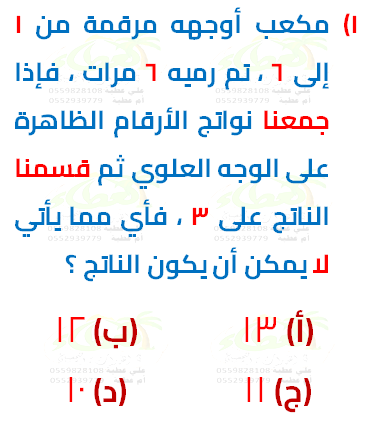 ١) مكعب أوجهه مرقمة من ١
إلى ٦ ، تم رميه ٦ مرات ، فإذا
جمعنا نواتج الأرقام الظاهرة
على الوجه العلوي ثم قسمنا
الناتج على ٣ ، فأي مما يأتي
لا يمكن أن يكون الناتج ؟
(أ) ١٣ (ب) ١٢
(ج) ١١ (د) ١٠